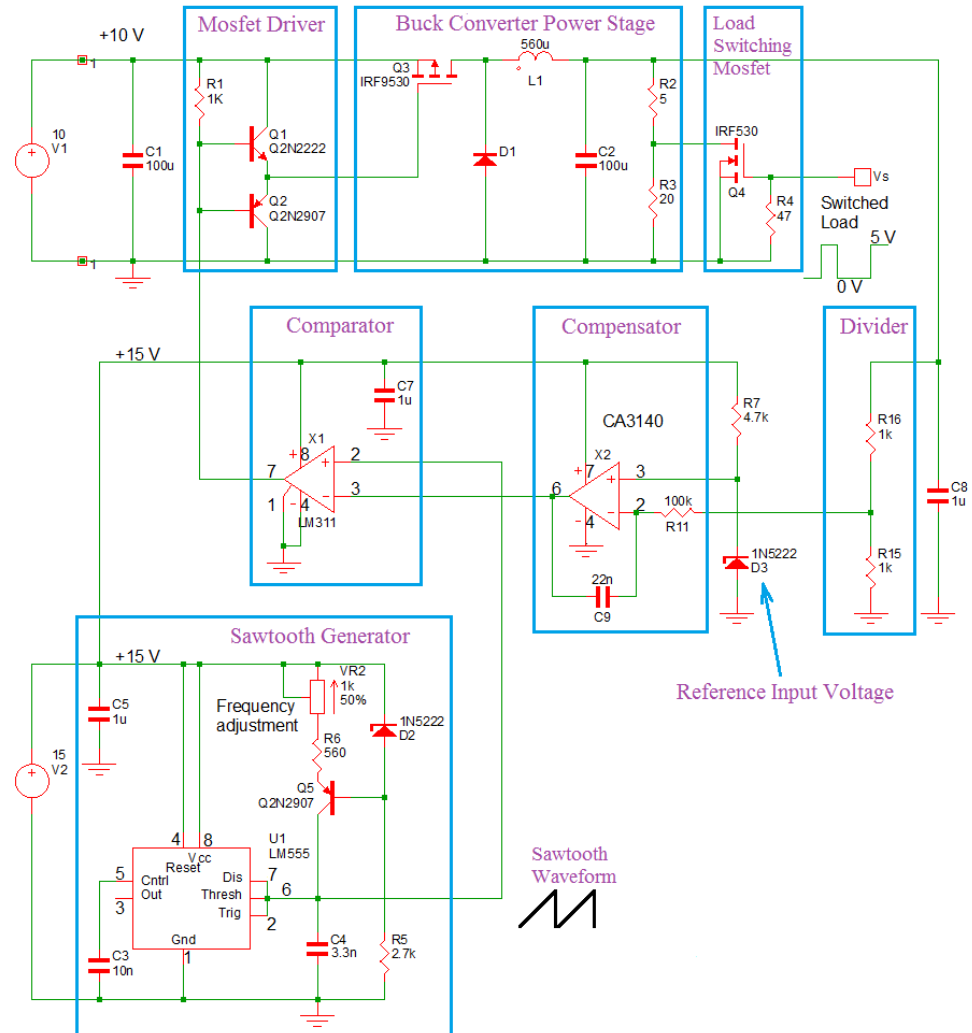 Mosfet Driver
Buck Converter Power Stage
Load
Switching
Mosfet
+10 V
1
10
V1
C1
100u
R1
1K
Q1
Q2N2222
Q2
Q2N2907
Q3
IRF9530
560u
L1
D1
C2
100u
R2
5
R3
20
IRF530
Q4
R4
47
Vs
Switched
Load
5 V
0 V
1
Comparator
Compensator
Divider
+15 V
C7
1u
X1
+
8
7
1
-
4
LM311
+
-
2
3
CA3140
X2
+
7
6
-
4
+
-
3
2
100k
R11
22n
C9
R7
4.7k
1N5222
D3
R16
1k
R15
1k
C8
1u
Reference Input Voltage
Sawtooth Generator
+15 V
C5
1u
15
V2
Frequency
adjustment
VR2
1k
50%
R6
560
1N5222
D2
Q5
Q2N2907
U1
LM555
4
8
Vcc
Reset
5
Cntrl
Out
3
Dis
7
Thresh
6
Trig
2
Gnd
1
C3
10n
C4
3.3n
R5
2.7k
Sawtooth
Waveform